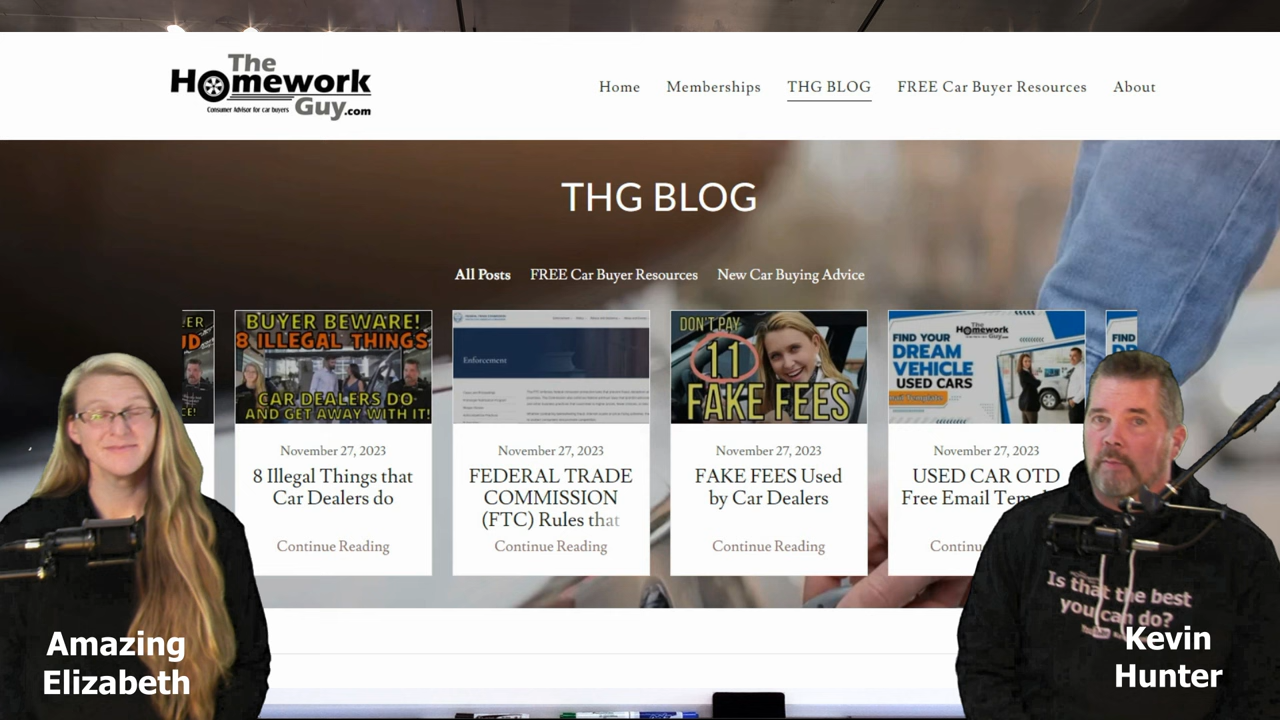 The
Homework
Guy.com
Consumer Advisor for car buyers
Home
Memberships
THG BLOG
FREE Car Buyer Resources
About
THG BLOG
All Posts
FREE Car Buyer Resources
New Car Buying Advice
BUYER BEWARE!
8 ILLEGAL THINGS
CAR DEALERS DO
AND GET AWAY WITH IT!
November 27, 2023
8 Illegal Things that
Car Dealers do
Continue Reading
Enforcement
November 27, 2023
FEDERAL TRADE
COMMISSION
(FTC) Rules that
Continue Reading
DON'T PAY
11
FAKE FEES
November 27, 2023
FAKE FEES Used
by Car Dealers
Continue Reading
FIND YOUR
DREAM
VEHICLE
USED CARS
The
Homework
Guy.com
November 27, 2023
USED CAR OTD
Free Email
Continu
Is that the best
you can do?
Amazing
Elizabeth
Kevin
Hunter